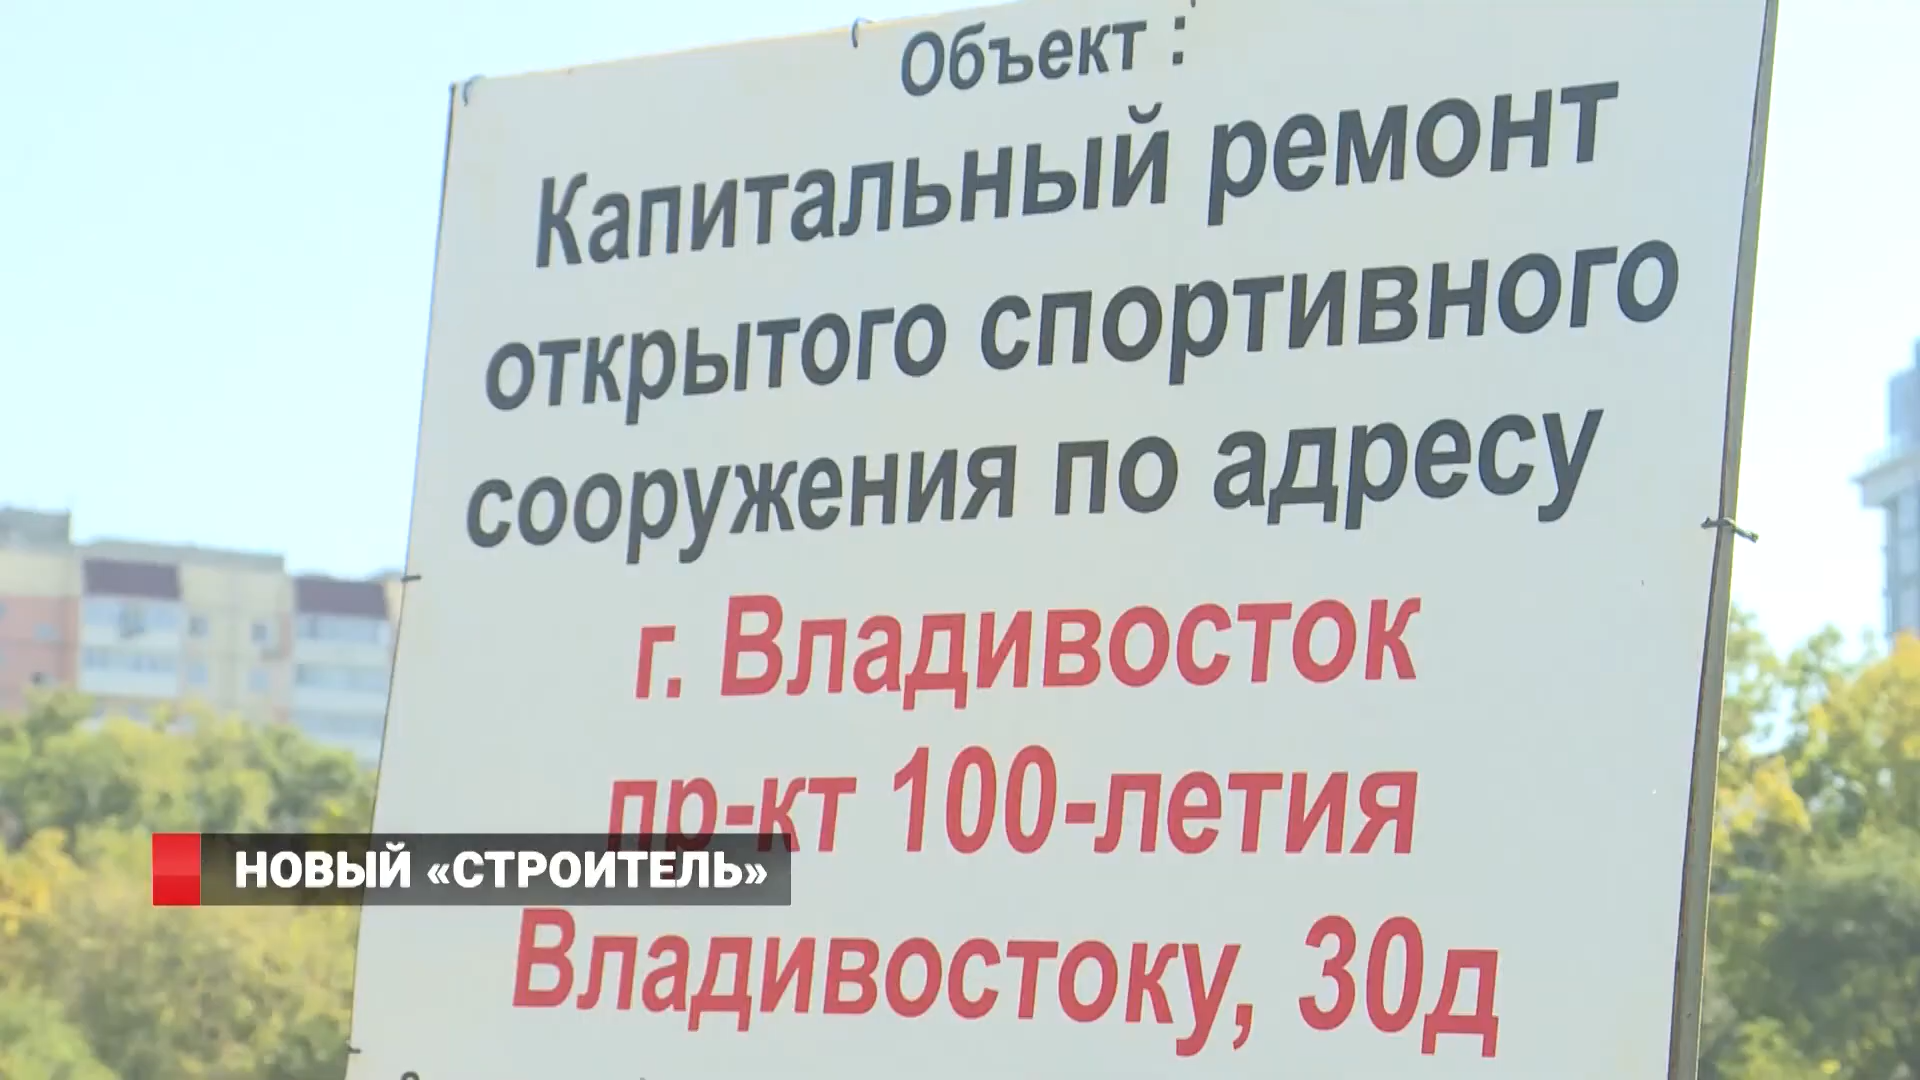 Объект :
Капитальный ремонт
открытого спортивного
сооружения по адресу
г. Владивосток
пр-кт 100-летия
НОВЫЙ «СТРОИТЕЛЬ»
Владивостоку, 30д